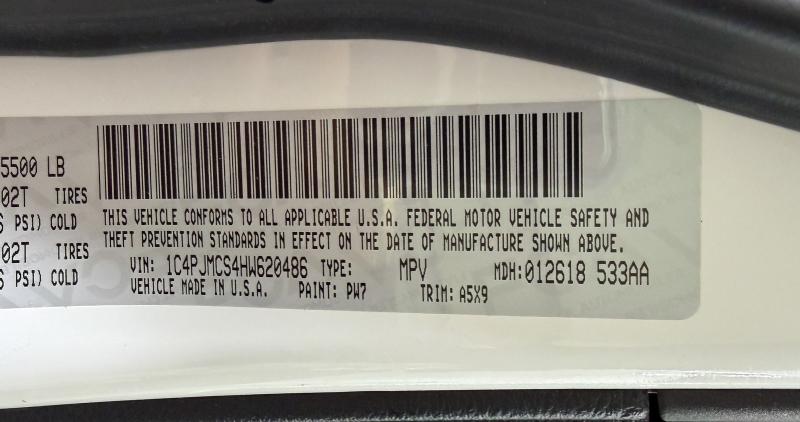 5500 LB
02T TIRES
PSI) COLD
02T TIRES
PSI) COLD
THIS VEHICLE CONFORMS TO ALL APPLICABLE U.S.A. FEDERAL MOTOR VEHICLE SAFETY AND
THEFT PREVENTION STANDARDS IN EFFECT ON THE DATE OF MANUFACTURE SHOWN ABOVE.
VIN: 1C4PJMCS4HW620486 TYPE: MPV MDH: 012618 533AA
VEHICLE MADE IN U.S.A. PAINT: PW7 TRIM: A5X9